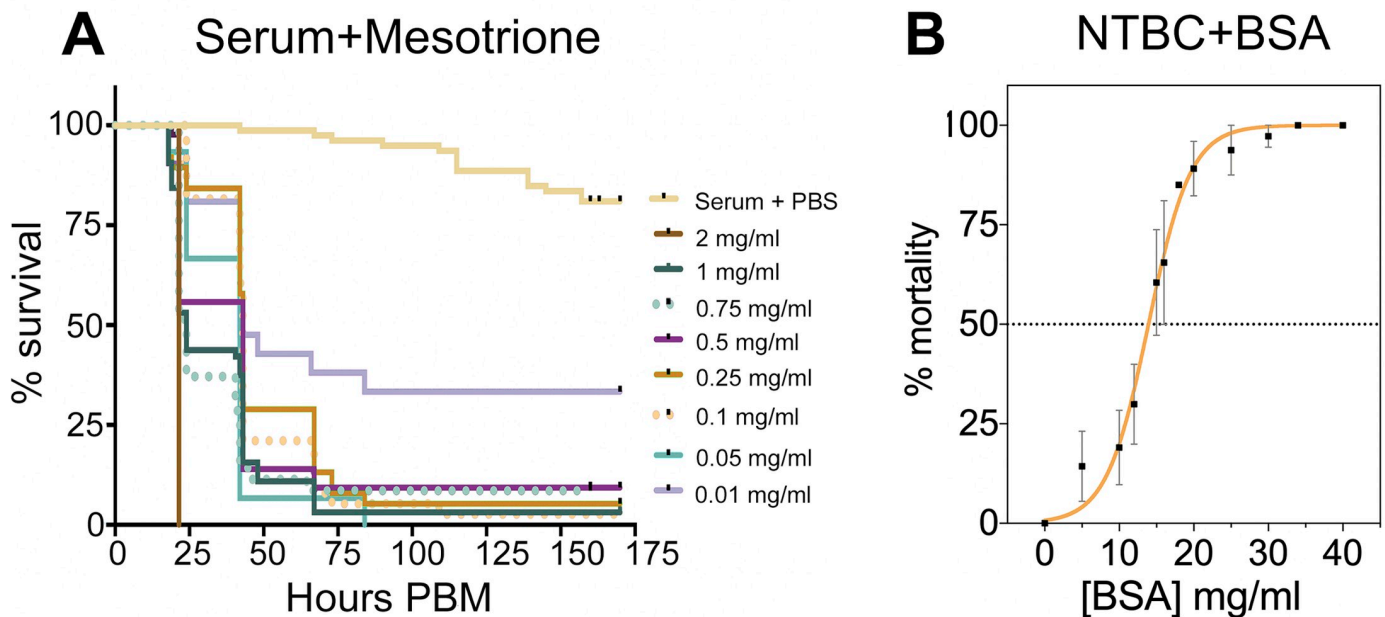 A
Serum+Mesotrione
% survival
100
75
50
25
0
0 25 50 75 100 125 150 175
Hours PBM
Serum + PBS
2 mg/ml
1 mg/ml
0.75 mg/ml
0.5 mg/ml
0.25 mg/ml
0.1 mg/ml
0.05 mg/ml
0.01 mg/ml
B
NTBC+BSA
% mortality
100
75
50
25
0
0 10 20 30 40
[BSA] mg/ml